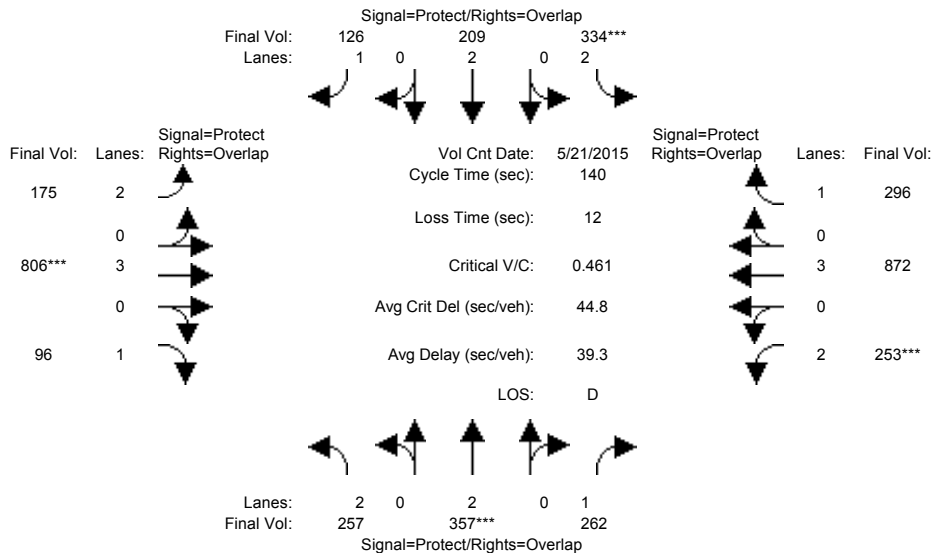 Signal=Protect/Rights=Overlap
Final Vol: 126 209 334***
Lanes: 1 0 2 0 2
Signal=Protect Signal=Protect
Final Vol: Lanes: Rights=Overlap Vol Cnt Date: 5/21/2015 Rights=Overlap Lanes: Final Vol:
Cycle Time (sec): 140
175 2 1 296
Loss Time (sec): 12
0 0
806*** 3 Critical V/C: 0.461 3 872
0 Avg Crit Del (sec/veh): 44.8 0
96 1 Avg Delay (sec/veh): 39.3 2 253***
LOS: D
Lanes: 2 0 2 0 1
Final Vol: 257 357*** 262
Signal=Protect/Rights=Overlap